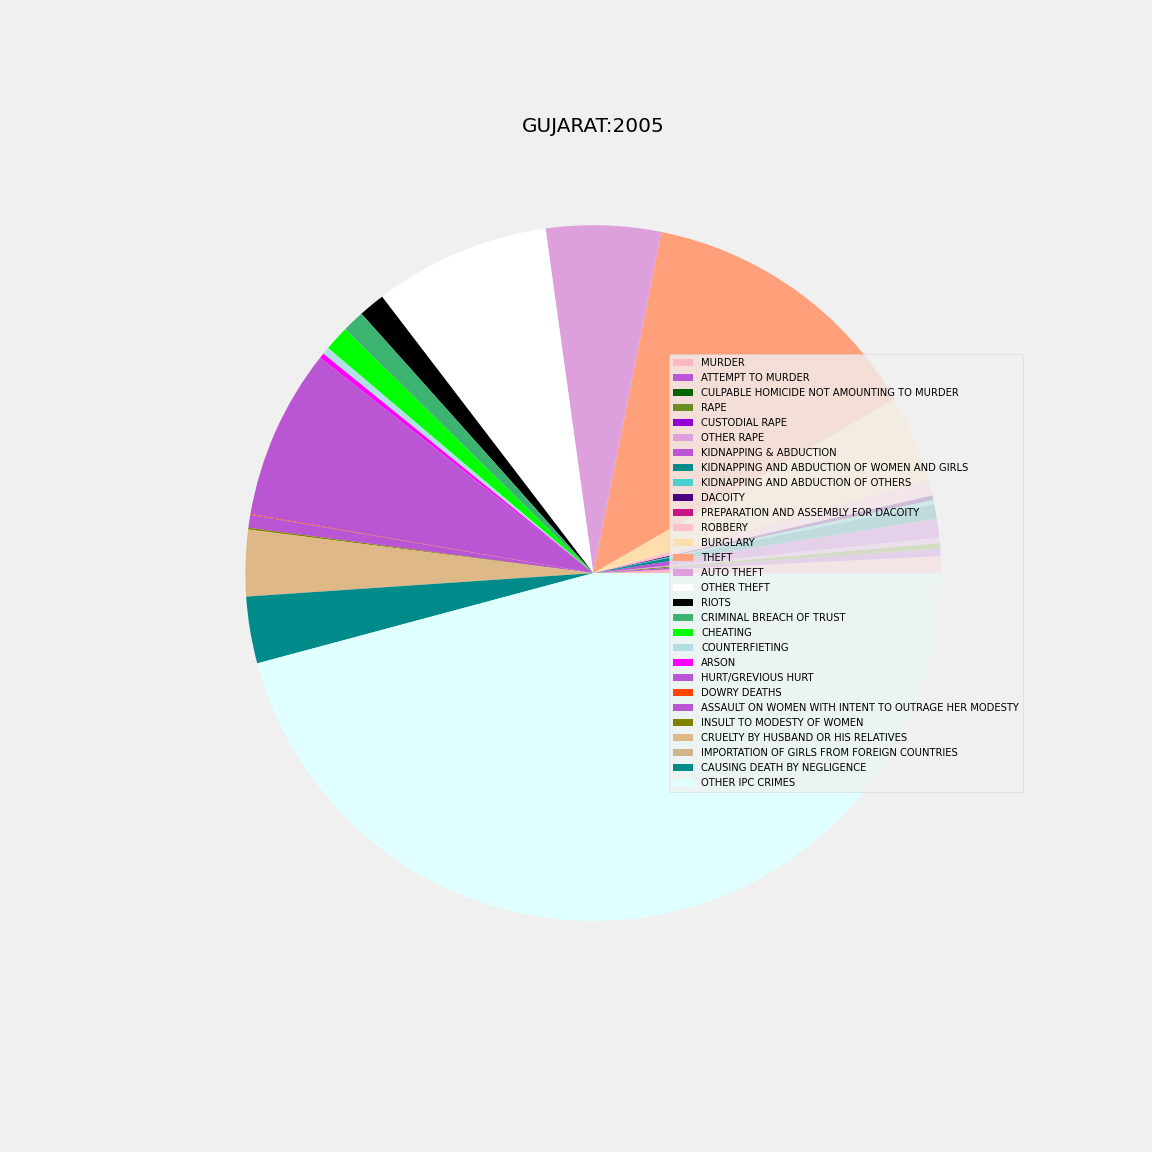 GUJARAT:2005
MURDER
ATTEMPT TO MURDER
CULPABLE HOMICIDE NOT AMOUNTING TO MURDER
RAPE
CUSTODIAL RAPE
OTHER RAPE
KIDNAPPING & ABDUCTION
KIDNAPPING AND ABDUCTION OF WOMEN AND GIRLS
KIDNAPPING AND ABDUCTION OF OTHERS
DACOITY
PREPARATION AND ASSEMBLY FOR DACOITY
ROBBERY
BURGLARY
THEFT
AUTO THEFT
OTHER THEFT
RIOTS
CRIMINAL BREACH OF TRUST
CHEATING
COUNTERFIETING
ARSON
HURT/GREVIOUS HURT
DOWRY DEATHS
ASSAULT ON WOMEN WITH INTENT TO OUTRAGE HER MODESTY
INSULT TO MODESTY OF WOMEN
CRUELTY BY HUSBAND OR HIS RELATIVES
IMPORTATION OF GIRLS FROM FOREIGN COUNTRIES
CAUSING DEATH BY NEGLIGENCE
OTHER IPC CRIMES